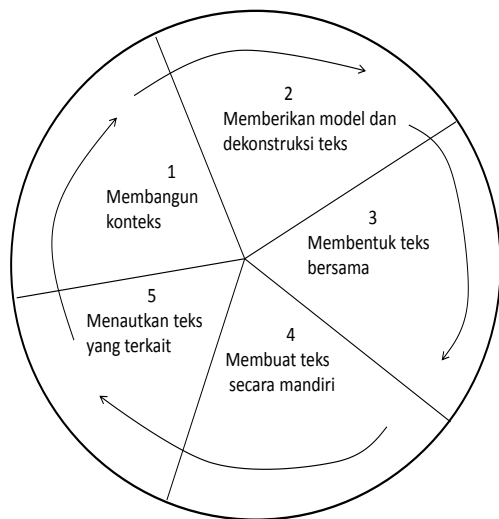 1
Membangun
konteks
2
Memberikan model dan
dekonstruksi teks
3
Membentuk teks
bersama
4
Membuat teks
secara mandiri
5
Menautkan teks
yang terkait